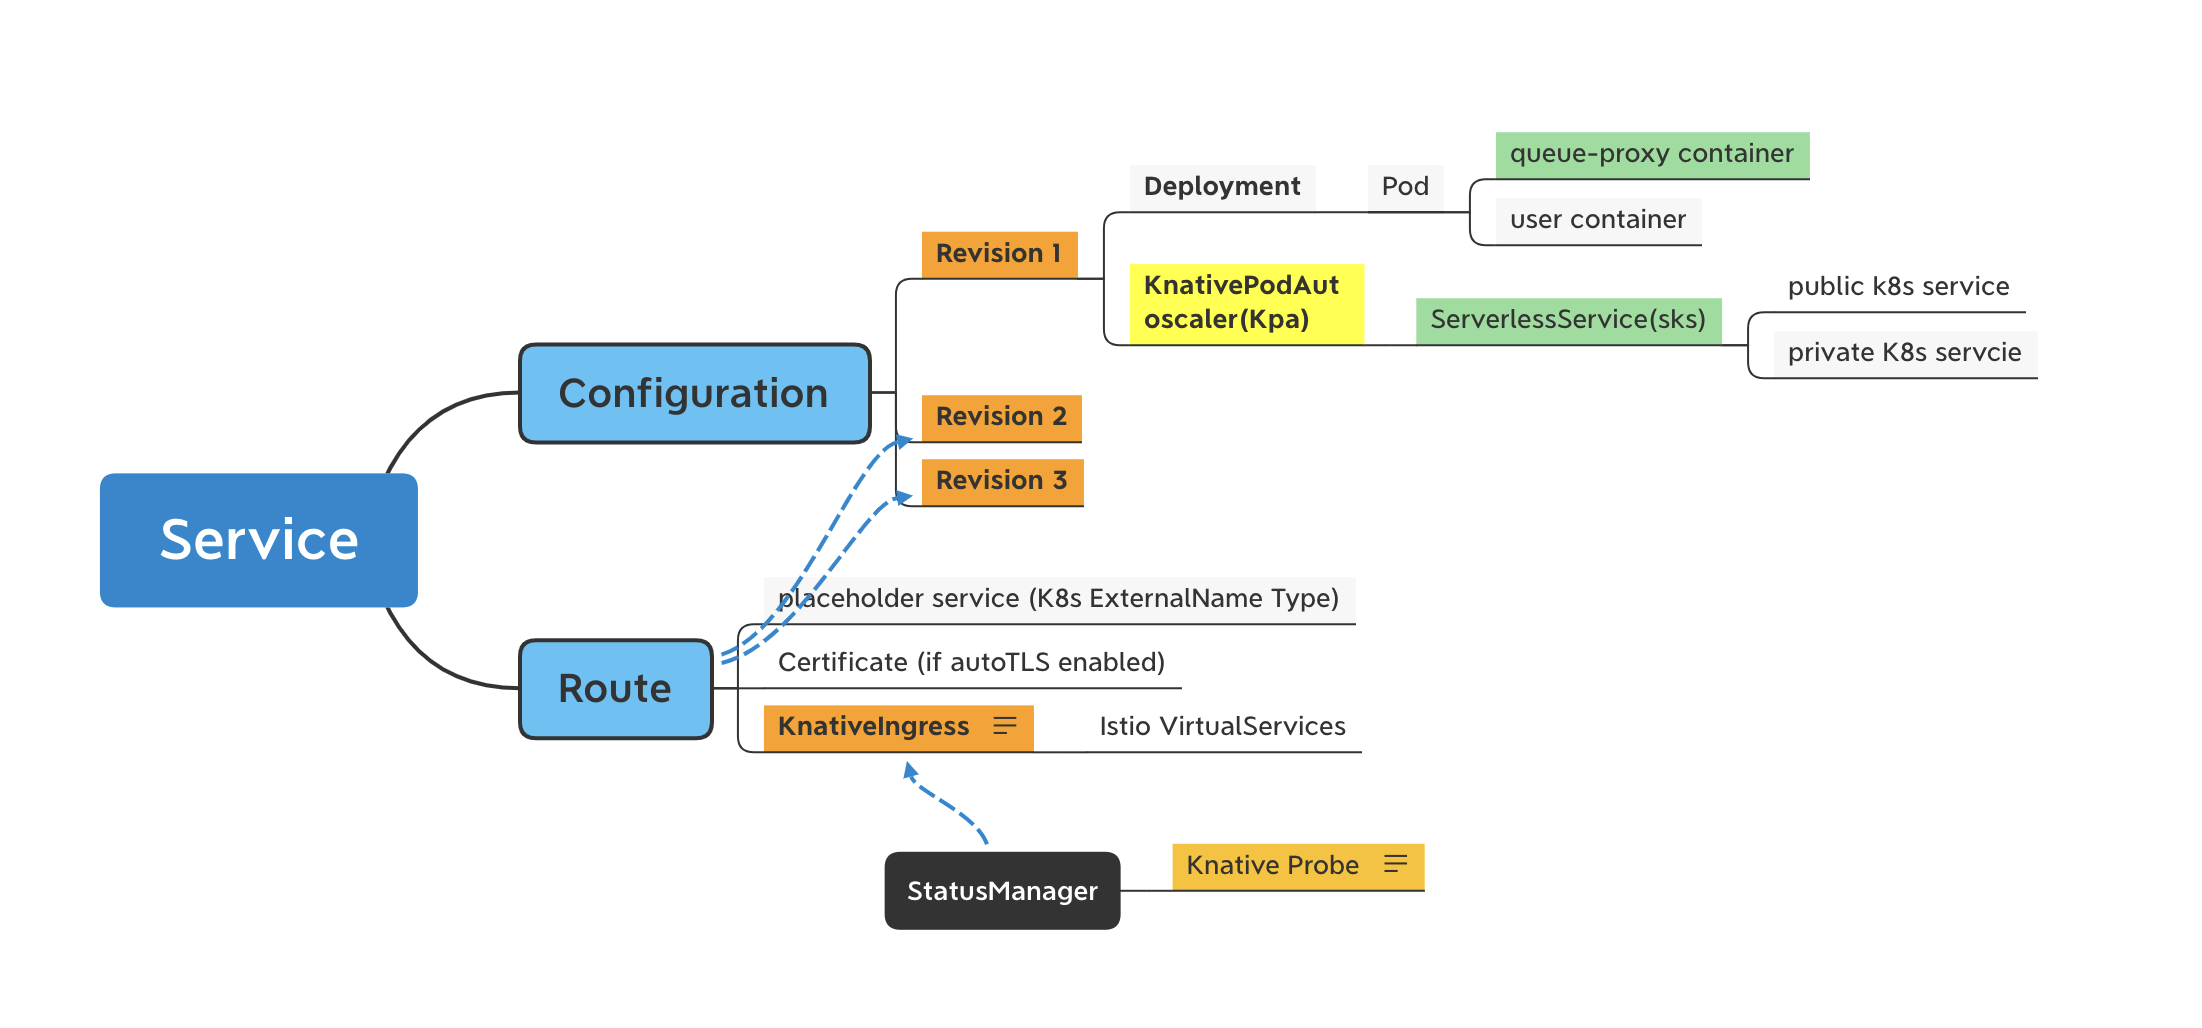 queue-proxy container
Deployment
Pod
user container
Revision 1
KnativePodAut
oscaler(Kpa)
ServerlessService(sks)
public k8s service
private K8s servcie
Configuration
Revision 2
Revision 3
Service
placeholder service (K8s ExternalName Type)
Certificate (if autoTLS enabled)
Route
KnativeIngress
Istio VirtualServices
Knative Probe
StatusManager